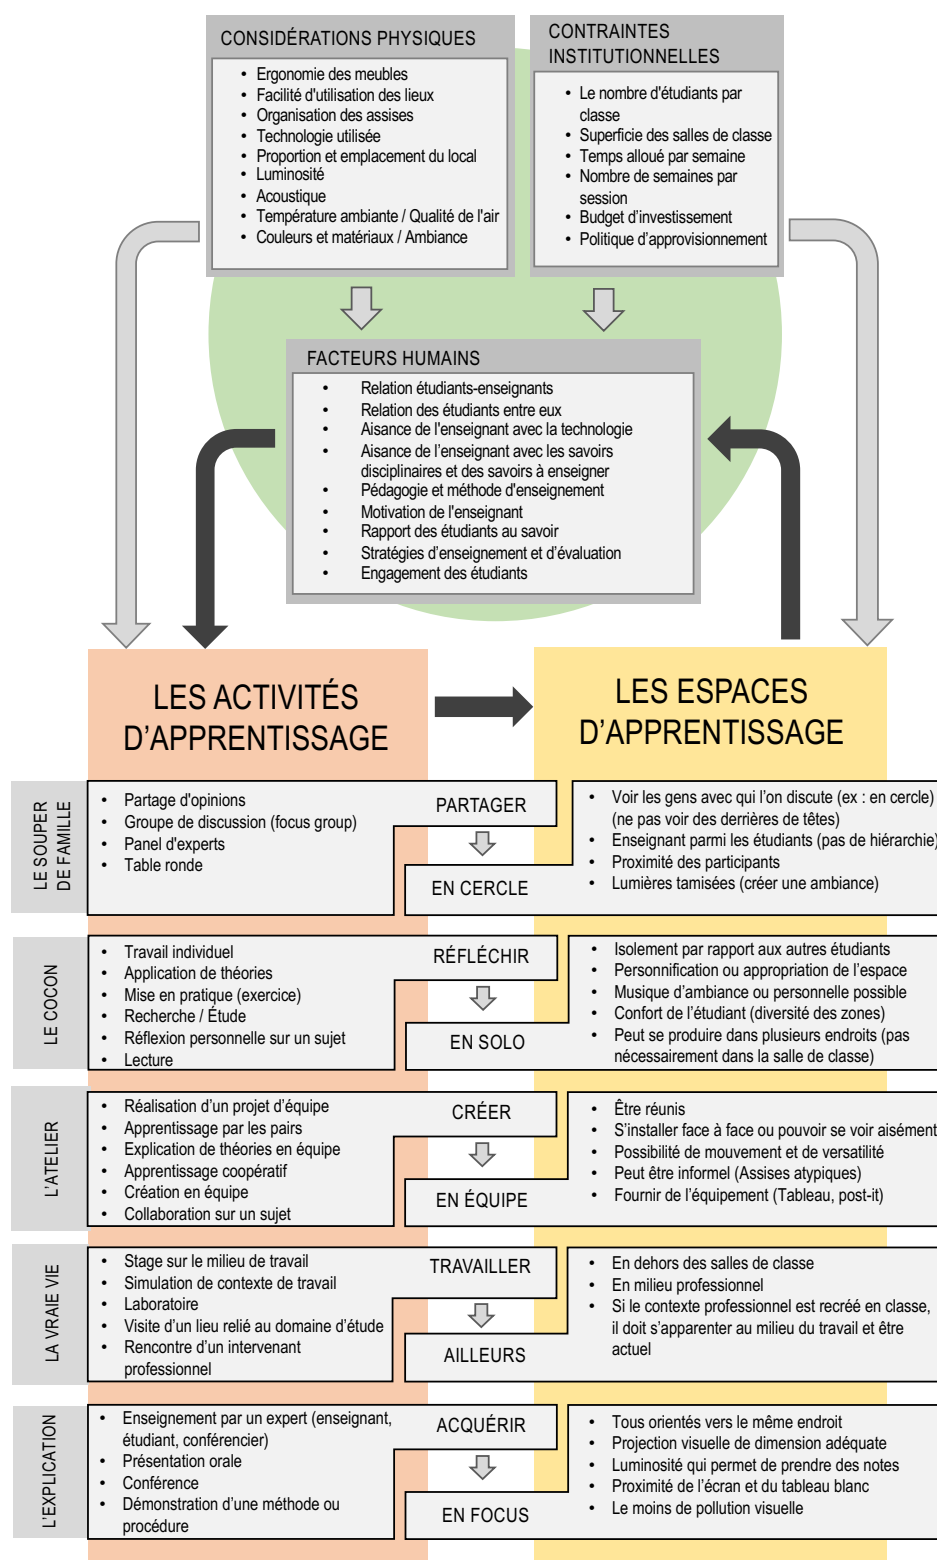 CONSIDÉRATIONS PHYSIQUES
• Ergonomie des meubles
• Facilité d'utilisation des lieux
• Organisation des assises
• Technologie utilisée
• Proportion et emplacement du local
• Luminosité
• Acoustique
• Température ambiante / Qualité de l'air
• Couleurs et matériaux / Ambiance
CONTRAINTES
INSTITUTIONNELLES
• Le nombre d'étudiants par
classe
• Superficie des salles de classe
• Temps alloué par semaine
• Nombre de semaines par
session
• Budget d’investissement
• Politique d’approvisionnement
FACTEURS HUMAINS
• Relation étudiants-enseignants
• Relation des étudiants entre eux
• Aisance de l'enseignant avec la technologie
• Aisance de l’enseignant avec les savoirs
disciplinaires et des savoirs à enseigner
• Pédagogie et méthode d'enseignement
• Motivation de l'enseignant
• Rapport des étudiants au savoir
• Stratégies d’enseignement et d’évaluation
• Engagement des étudiants
LES ACTIVITÉS
D’APPRENTISSAGE
LES ESPACES
D’APPRENTISSAGE
LE SOUPER
DE FAMILLE
• Partage d'opinions
• Groupe de discussion (focus group)
• Panel d'experts
• Table ronde
PARTAGER
EN CERCLE
• Voir les gens avec qui l’on discute (ex : en cercle)
(ne pas voir des derrières de têtes)
• Enseignant parmi les étudiants (pas de hiérarchie)
• Proximité des participants
• Lumières tamisées (créer une ambiance)
LE COCON
• Travail individuel
• Application de théories
• Mise en pratique (exercice)
• Recherche / Étude
• Réflexion personnelle sur un sujet
• Lecture
RÉFLÉCHIR
EN SOLO
• Isolement par rapport aux autres étudiants
• Personnification ou appropriation de l’espace
• Musique d’ambiance ou personnelle possible
• Confort de l’étudiant (diversité des zones)
• Peut se produire dans plusieurs endroits (pas
nécessairement dans la salle de classe)
L’ATELIER
• Réalisation d’un projet d’équipe
• Apprentissage par les pairs
• Explication de théories en équipe
• Apprentissage coopératif
• Création en équipe
• Collaboration sur un sujet
CRÉER
EN ÉQUIPE
• Être réunis
• S’installer face à face ou pouvoir se voir aisément
• Possibilité de mouvement et de versatilité
• Peut être informel (Assises atypiques)
• Fournir de l’équipement (Tableau, post-it)
LA VRAIE VIE
• Stage sur le milieu de travail
• Simulation de contexte de travail
• Laboratoire
• Visite d’un lieu relié au domaine d’étude
• Rencontre d’un intervenant
professionnel
TRAVAILLER
AILLEURS
• En dehors des salles de classe
• En milieu professionnel
• Si le contexte professionnel est recréé en classe,
il doit s’apparenter au milieu du travail et être
actuel
L’EXPLICATION
• Enseignement par un expert (enseignant,
étudiant, conférencier)
• Présentation orale
• Conférence
• Démonstration d’une méthode ou
procédure
ACQUÉRIR
EN FOCUS
• Tous orientés vers le même endroit
• Projection visuelle de dimension adéquate
• Luminosité qui permet de prendre des notes
• Proximité de l’écran et du tableau blanc
• Le moins de pollution visuelle